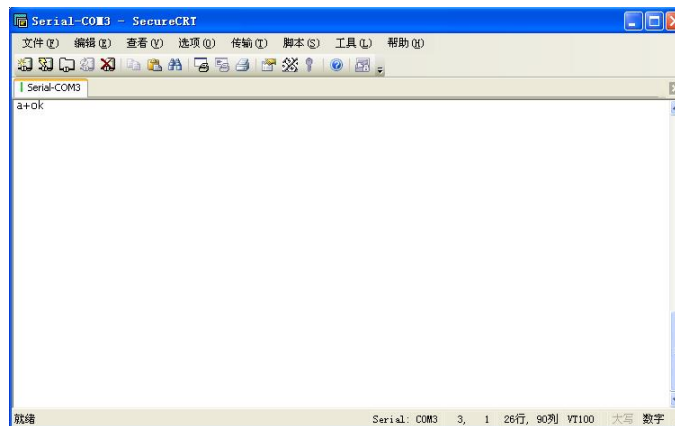 Serial-COM3 - SecureCRT
文件(F) 编辑(E) 查看(V) 选项(O) 传输(T) 脚本(S) 工具(L) 帮助(H)
Serial-COM3
a+ok
就绪 Serial: COM3 3, 1 26行, 90列 VT100 大写 数字